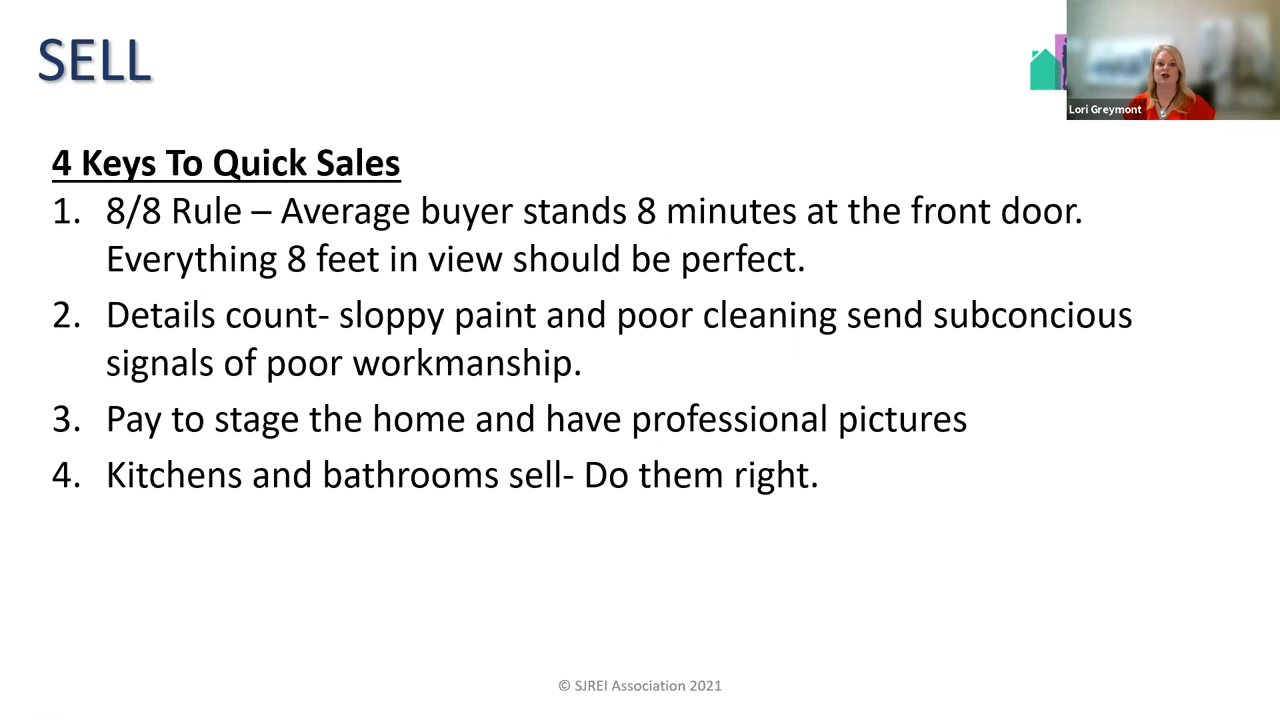 SELL
Lori Greymont
4 Keys To Quick Sales
1. 8/8 Rule – Average buyer stands 8 minutes at the front door.
Everything 8 feet in view should be perfect.
2. Details count- sloppy paint and poor cleaning send subconcious
signals of poor workmanship.
3. Pay to stage the home and have professional pictures
4. Kitchens and bathrooms sell- Do them right.
© SJREI Association 2021